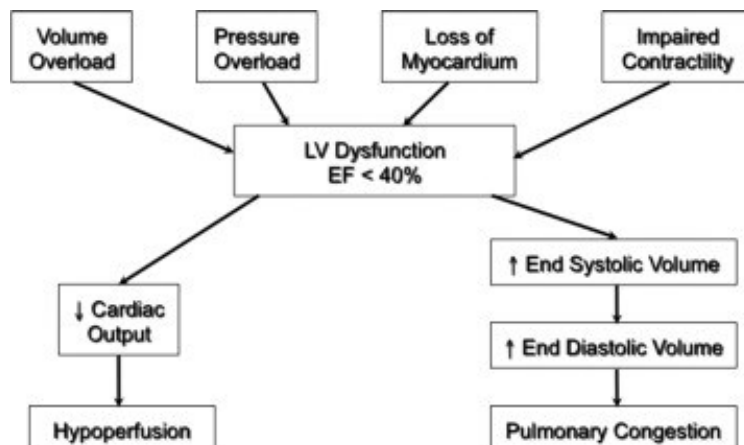 Volume
Overload
Pressure
Overload
Loss of
Myocardium
Impaired
Contractility
LV Dysfunction
EF < 40%
↓ Cardiac
Output
Hypoperfusion
↑ End Systolic Volume
↑ End Diastolic Volume
Pulmonary Congestion